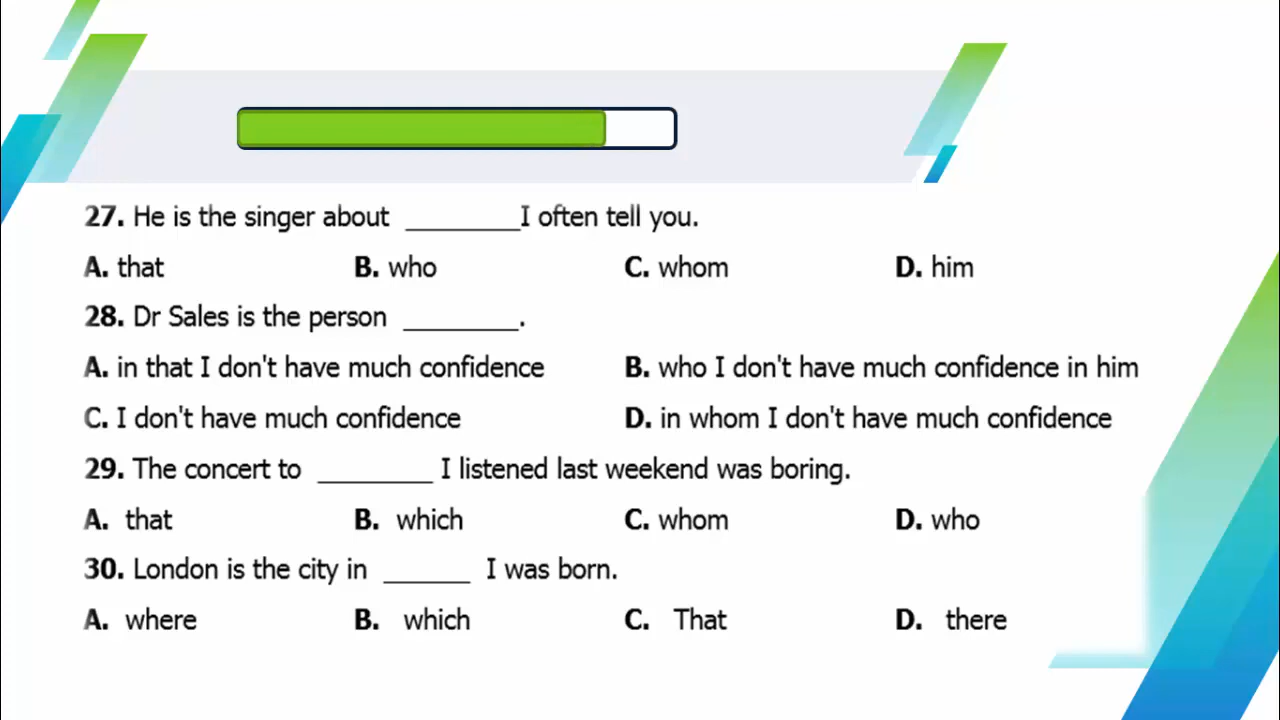 27. He is the singer about ________I often tell you.
A. that B. who C. whom D. him
28. Dr Sales is the person ________.
A. in that I don't have much confidence B. who I don't have much confidence in him
C. I don't have much confidence D. in whom I don't have much confidence
29. The concert to ________ I listened last weekend was boring.
A. that B. which C. whom D. who
30. London is the city in ______ I was born.
A. where B. which C. That D. there